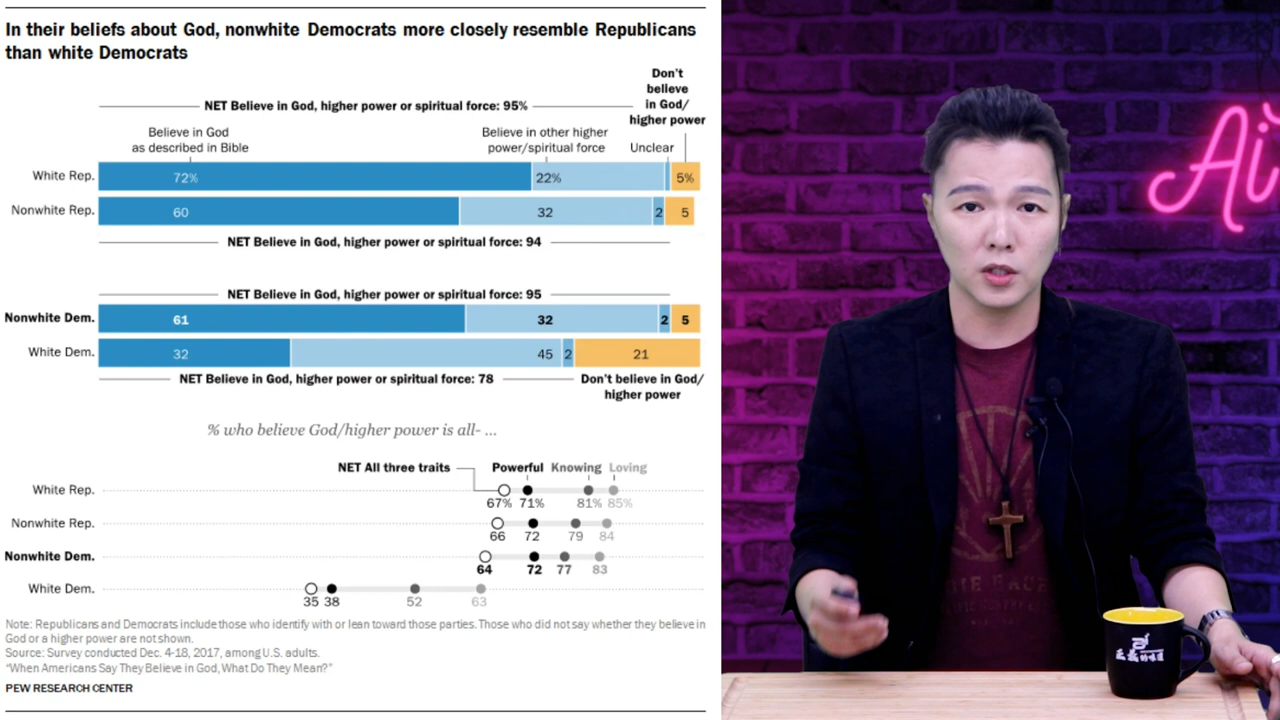 In their beliefs about God, nonwhite Democrats more closely resemble Republicans
than white Democrats
Don't
believe
in God/
higher power
NET Believe in God, higher power or spiritual force: 95%
Believe in God
as described in Bible
Believe in other higher
power/spiritual force
Unclear
White Rep. 72% 22% 5%
Nonwhite Rep. 60 32 2 5
NET Believe in God, higher power or spiritual force: 94
NET Believe in God, higher power or spiritual force: 95
Nonwhite Dem. 61 32 2 5
White Dem. 32 45 2 21
NET Believe in God, higher power or spiritual force: 78
Don't believe in God/
higher power
% who believe God/higher power is all- ...
NET All three traits Powerful Knowing Loving
White Rep.
67% 71% 81% 85%
Nonwhite Rep.
66 72 79 84
Nonwhite Dem.
64 72 77 83
White Dem.
35 38 52 63
Note: Republicans and Democrats include those who identify with or lean toward those parties. Those who did not say whether they believe in
God or a higher power are not shown.
Source: Survey conducted Dec. 4-18, 2017, among U.S. adults.
"When Americans Say They Believe in God, What Do They Mean?"
PEW RESEARCH CENTER
Ai